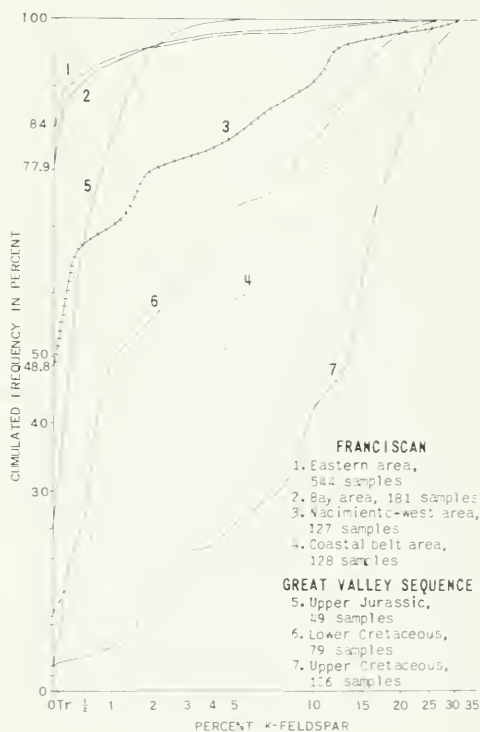 100
8.4
77.9
50
48.8
40
30
0
CUMULATED FREQUENCY IN PERCENT
1
2
3
4
5
6
7
FRANCISCAN
1. Eastern area,
544 samples
2. Bay area, 181 samples
3. Nacimiento-west area,
127 samples
4. Coastal belt area,
128 samples
GREAT VALLEY SEQUENCE
5. Upper Jurassic,
49 samples
6. Lower Cretaceous,
79 samples
7. Upper Cretaceous,
samples
0 Tr ½ 1 2 3 4 5 10 15 20 25 30 35
PERCENT K-FELDSPAR